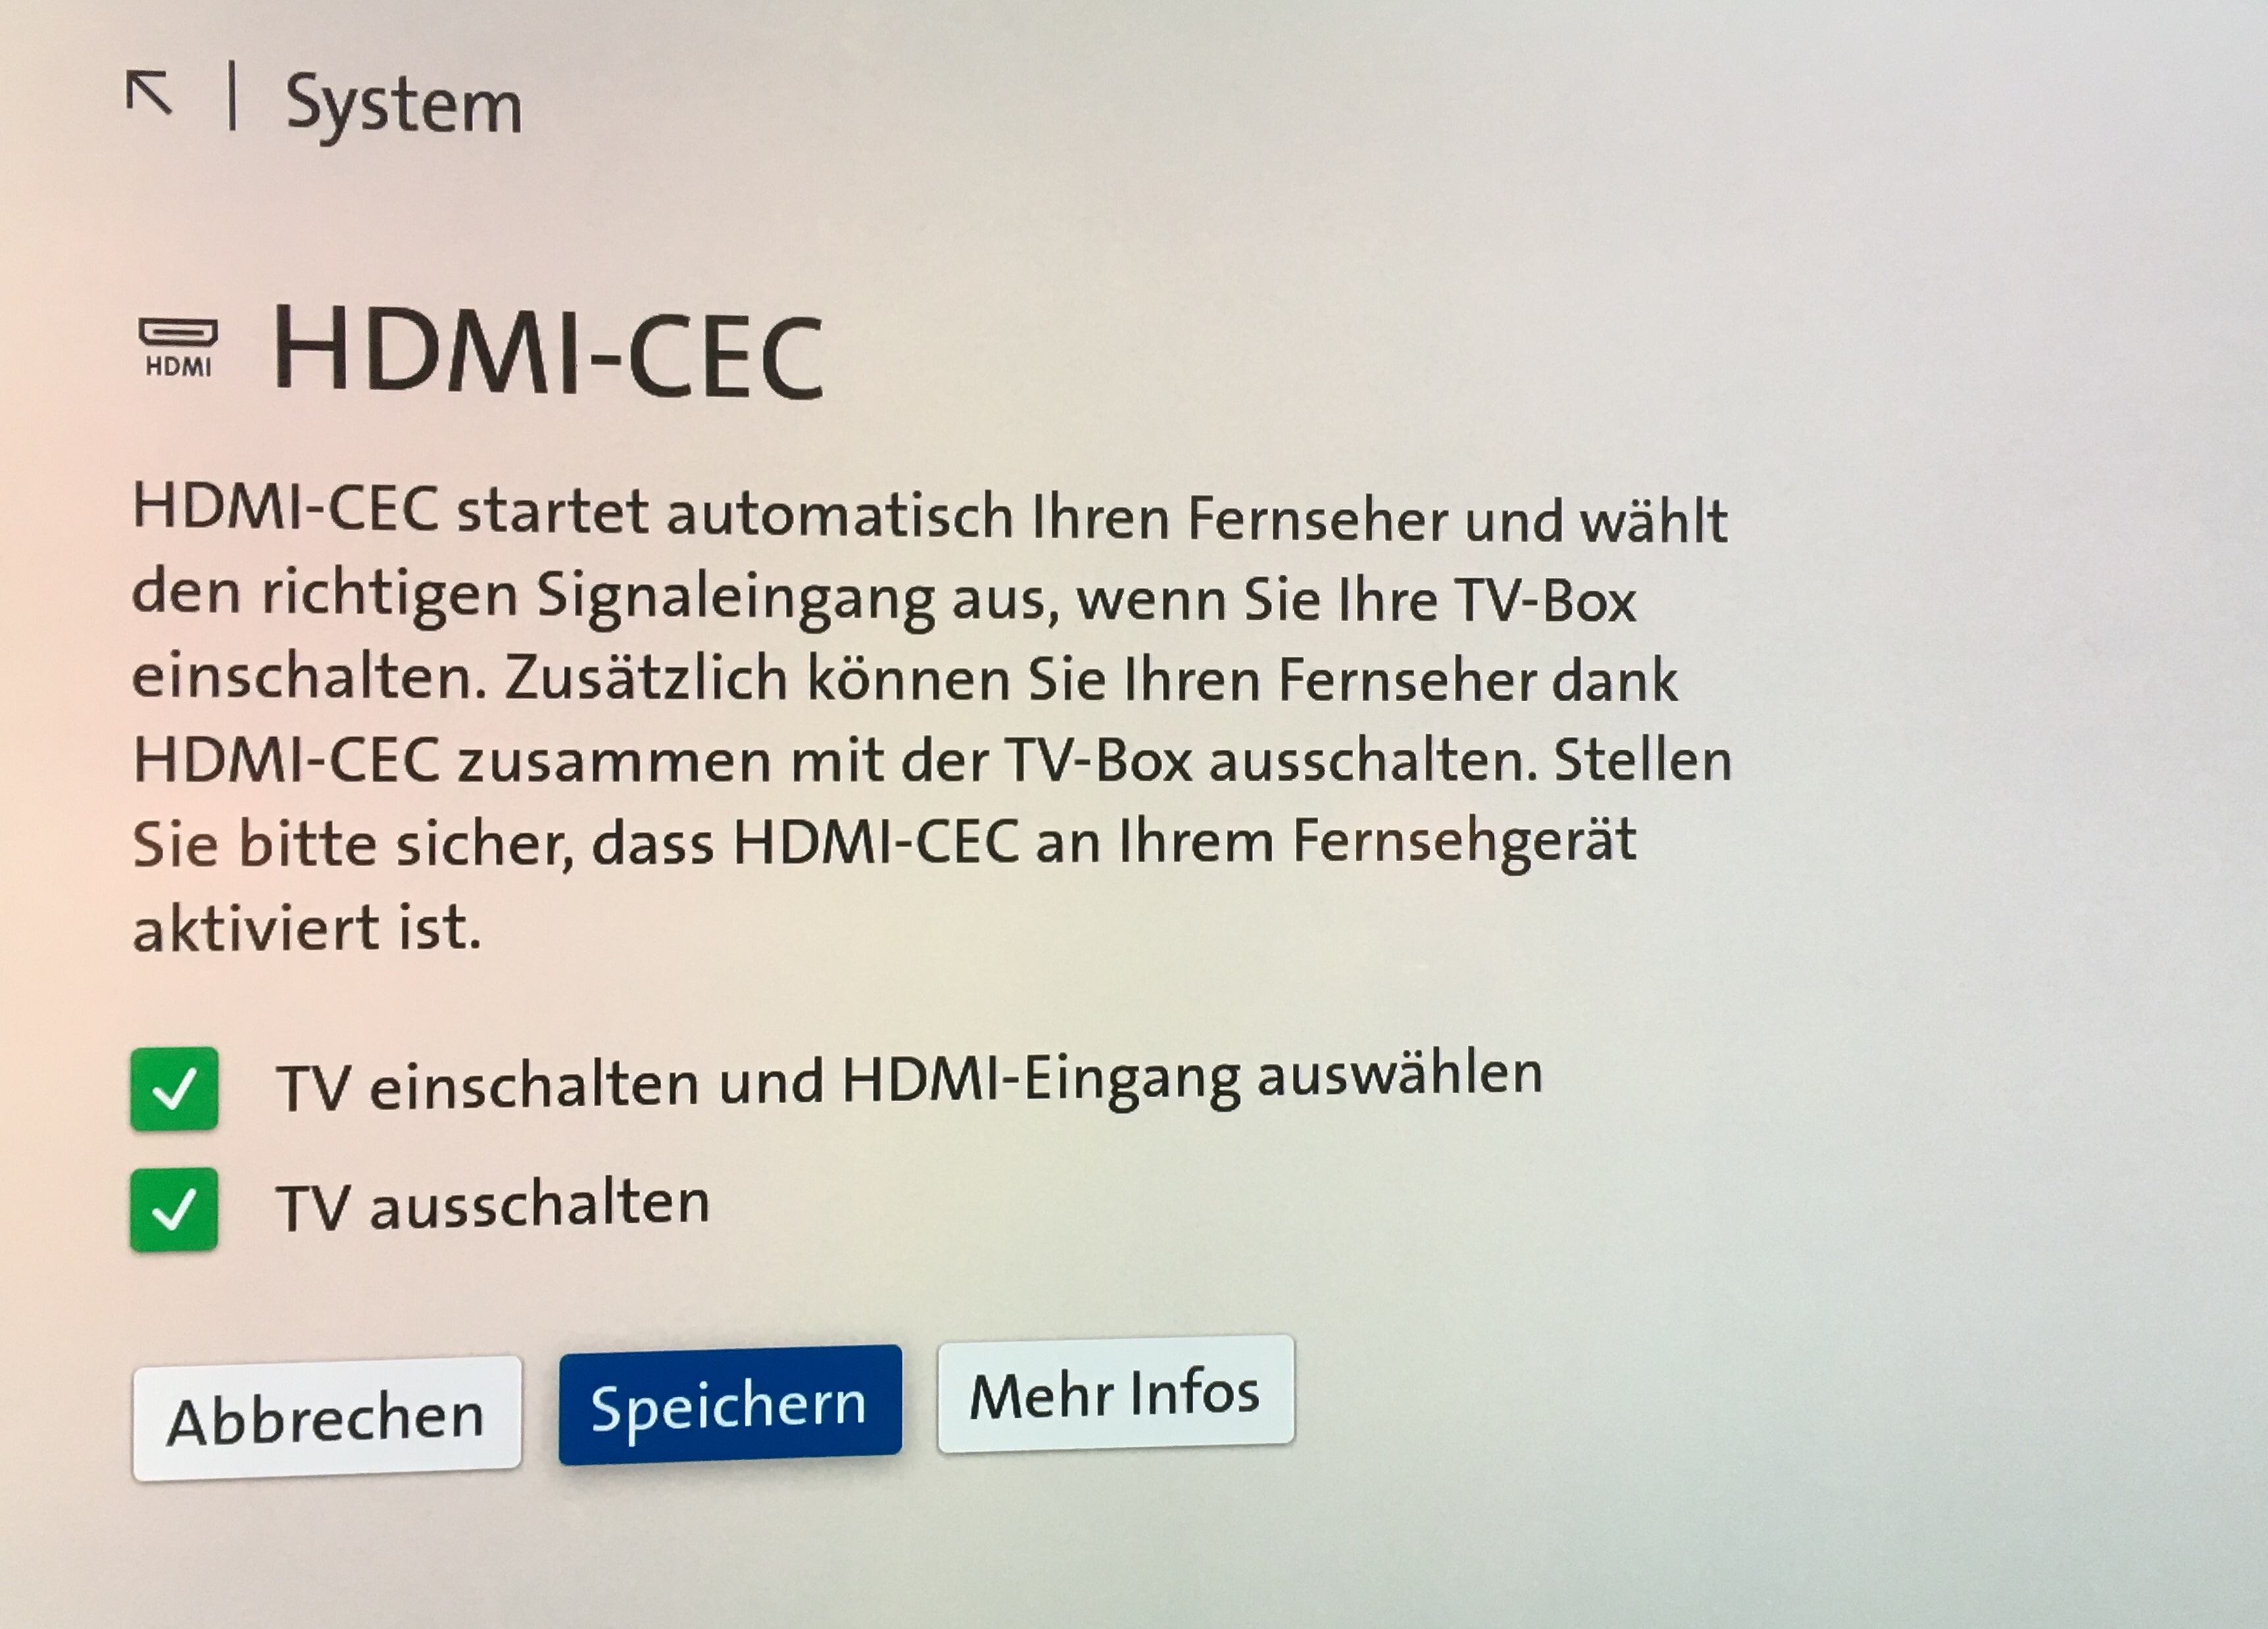 System
HDMI HDMI-CEC
HDMI-CEC startet automatisch Ihren Fernseher und wählt
den richtigen Signaleingang aus, wenn Sie Ihre TV-Box
einschalten. Zusätzlich können Sie Ihren Fernseher dank
HDMI-CEC zusammen mit der TV-Box ausschalten. Stellen
Sie bitte sicher, dass HDMI-CEC an Ihrem Fernsehgerät
aktiviert ist.
TV einschalten und HDMI-Eingang auswählen
TV ausschalten
Abbrechen Speichern Mehr Infos